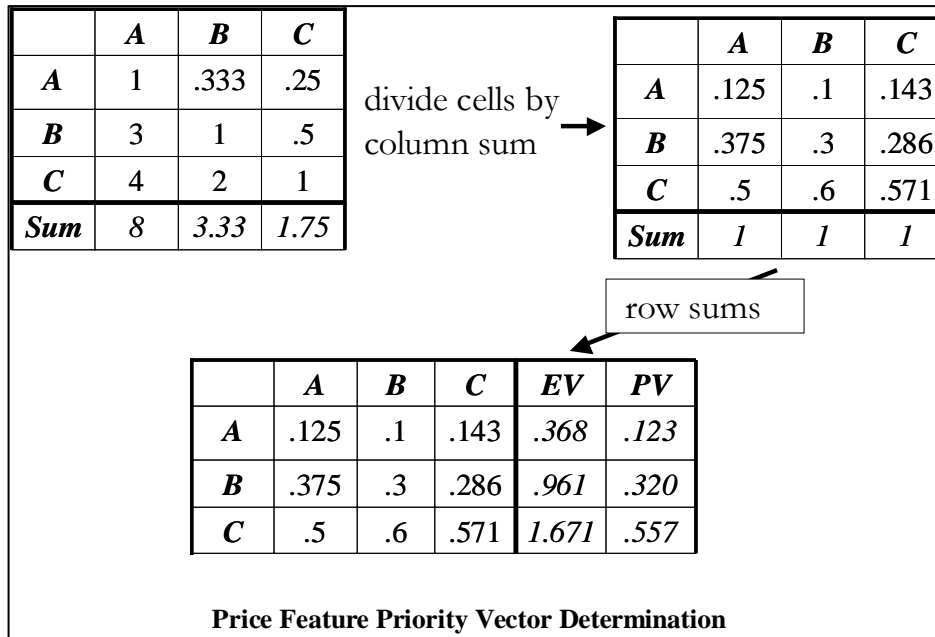 A B C
A 1 .333 .25
B 3 1 .5
C 4 2 1
Sum 8 3.33 1.75
divide cells by
column sum
A B C
A .125 .1 .143
B .375 .3 .286
C .5 .6 .571
Sum 1 1 1
row sums
A B C EV PV
A .125 .1 .143 .368 .123
B .375 .3 .286 .961 .320
C .5 .6 .571 1.671 .557
Price Feature Priority Vector Determination